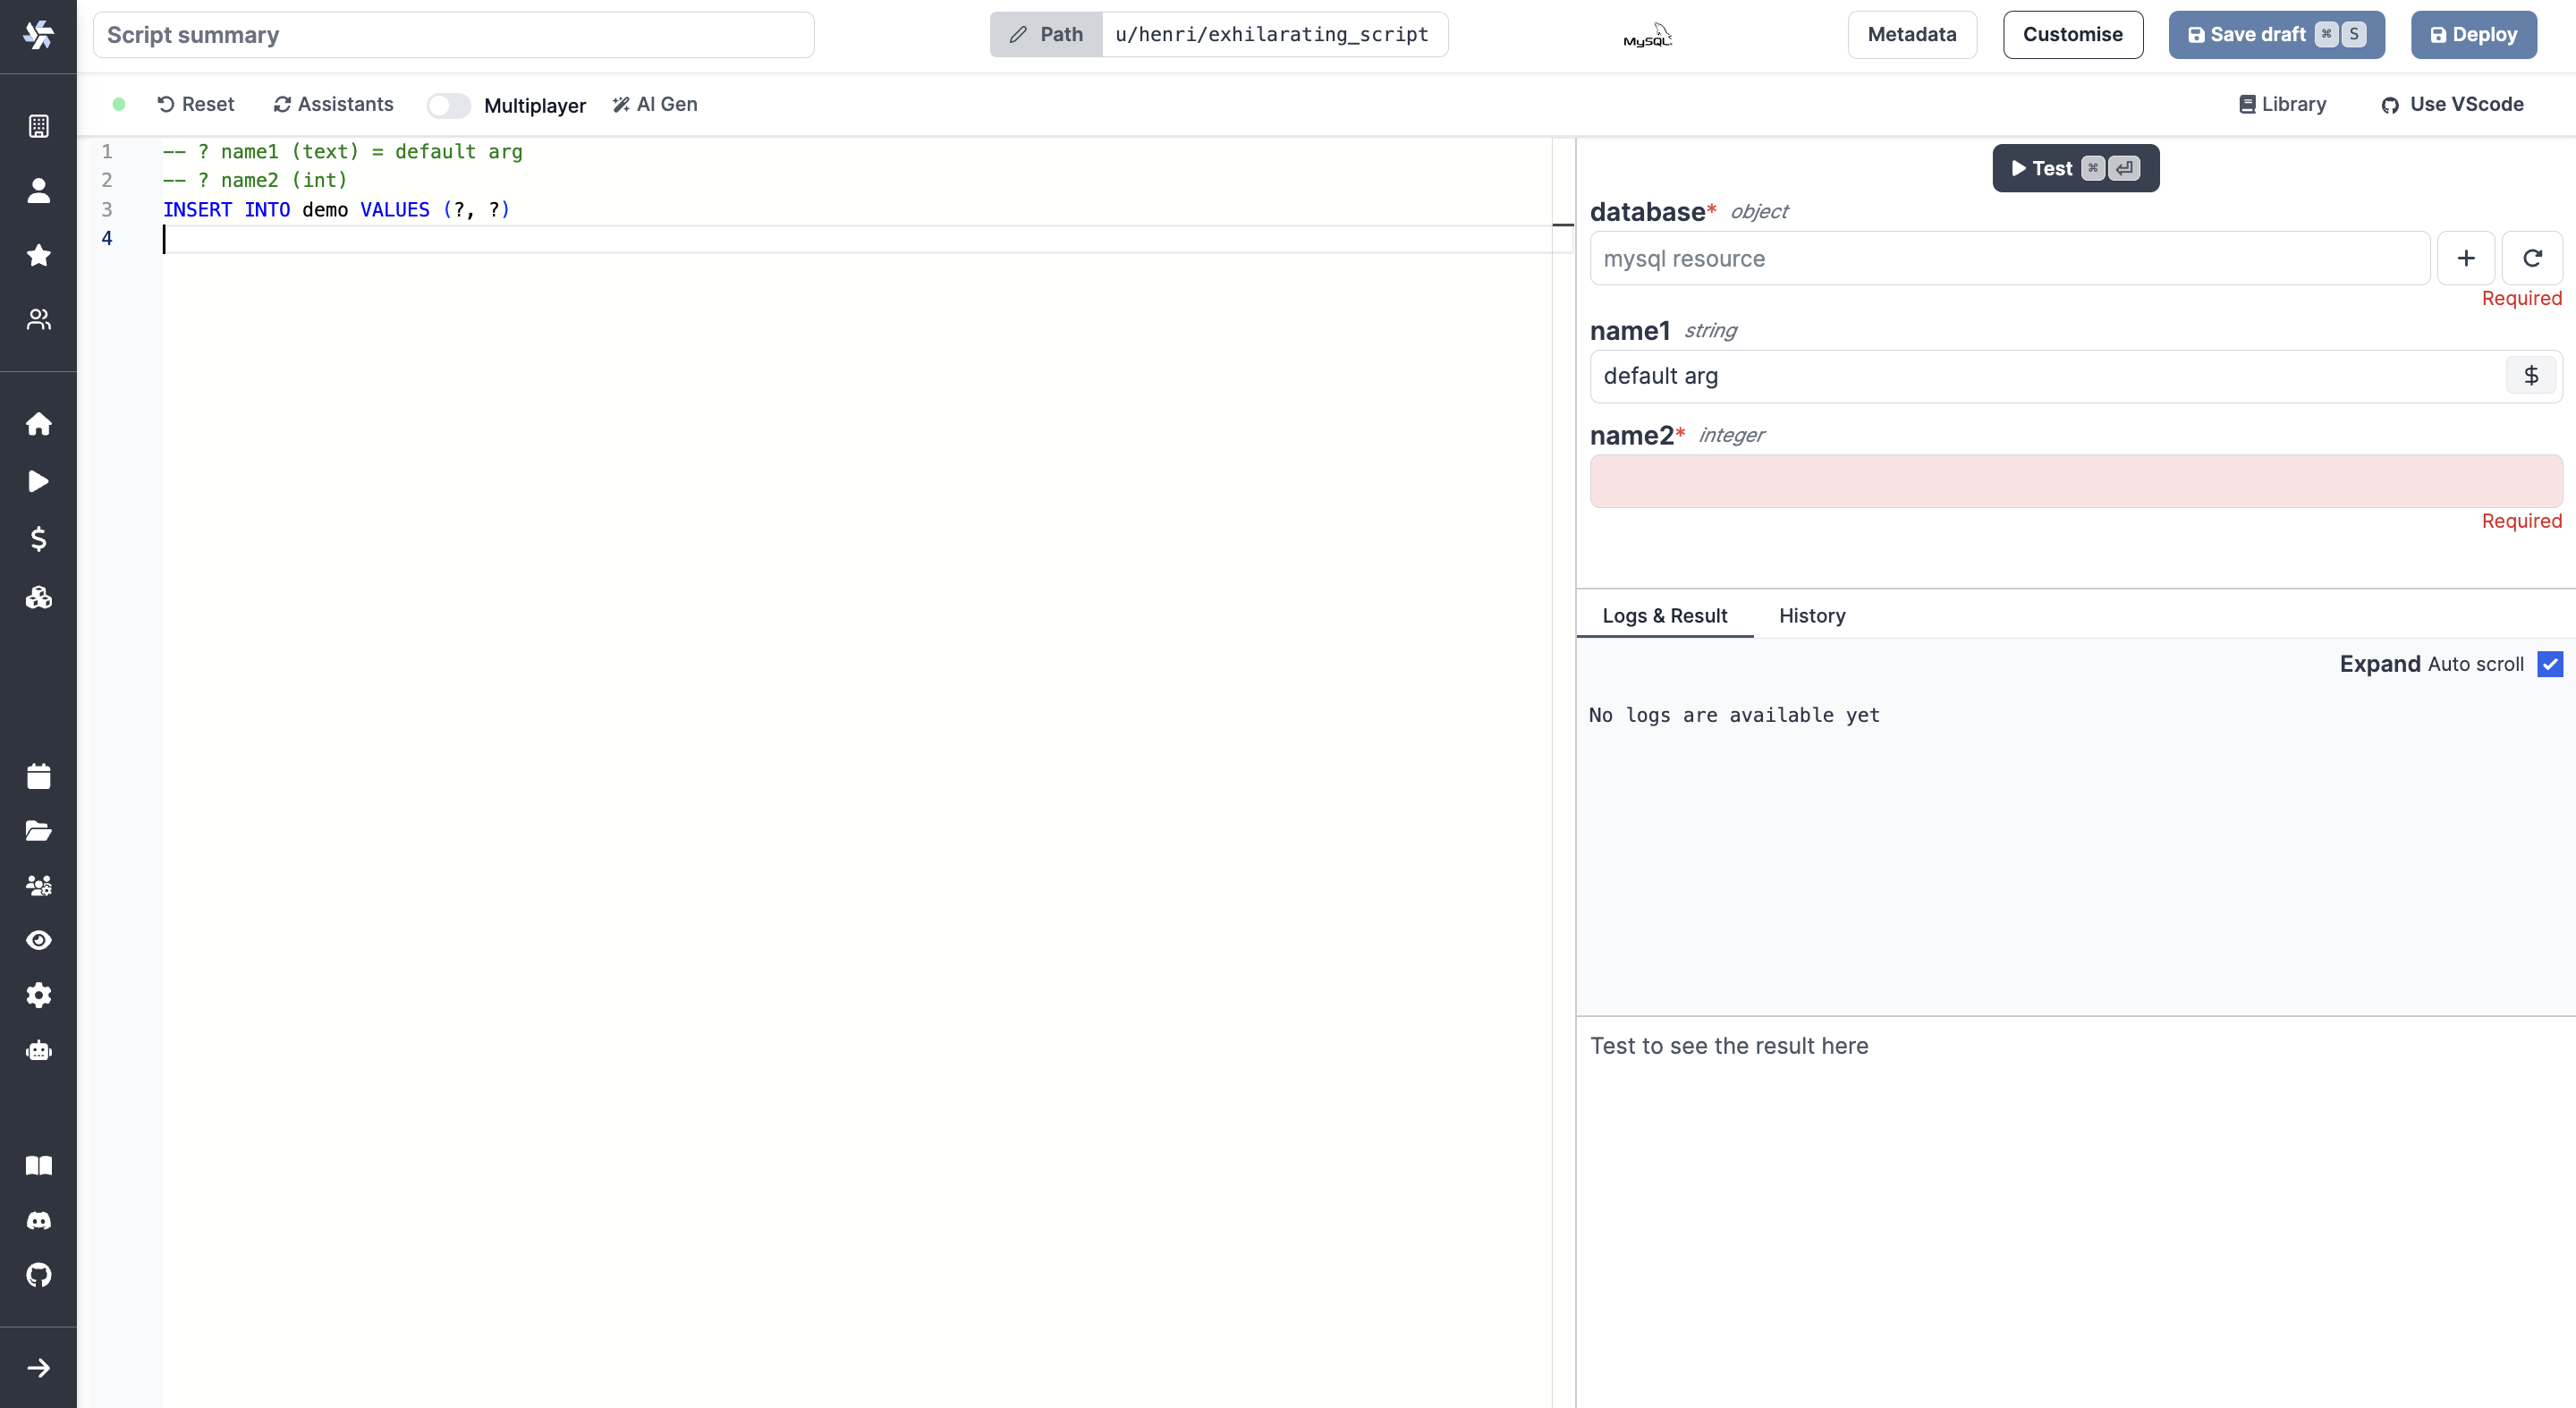 Script summary
Path
u/henri/exhilarating_script
MySQL
Metadata
Customise
Save draft ⌘ S
Deploy
Reset
Assistants
Multiplayer
AI Gen
Library
Use VScode
1 -- ? name1 (text) = default arg
2 -- ? name2 (int)
3 INSERT INTO demo VALUES (?, ?)
4
Test ⌘
database* object
mysql resource
Required
name1 string
default arg
$
name2* integer
Required
Logs & Result
History
Expand Auto scroll
No logs are available yet
Test to see the result here